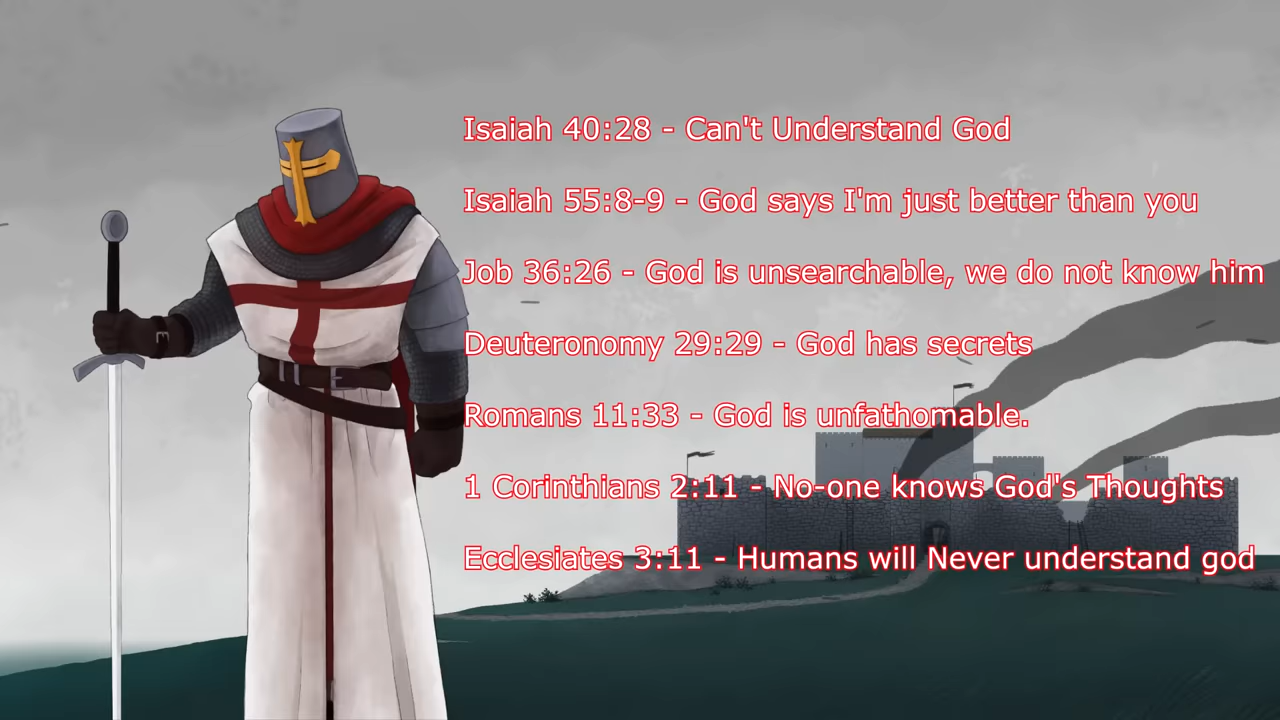 Isaiah 40:28 - Can't Understand God
Isaiah 55:8-9 - God says I'm just better than you
Job 36:26 - God is unsearchable, we do not know him
Deuteronomy 29:29 - God has secrets
Romans 11:33 - God is unfathomable.
1 Corinthians 2:11 - No-one knows God's Thoughts
Ecclesiates 3:11 - Humans will Never understand god